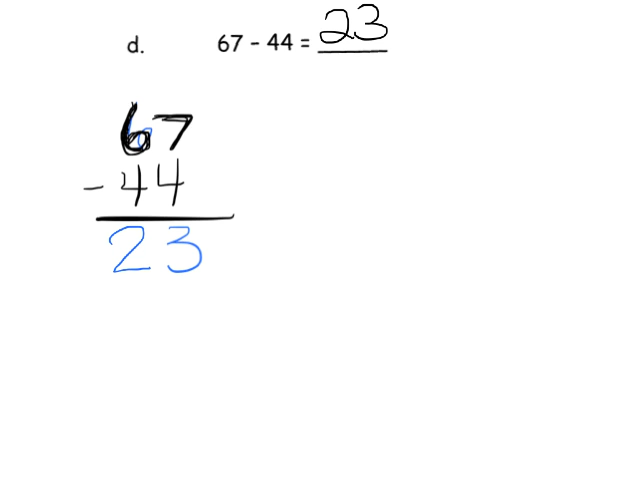 d. 67 - 44 = 23
67
- 44
23